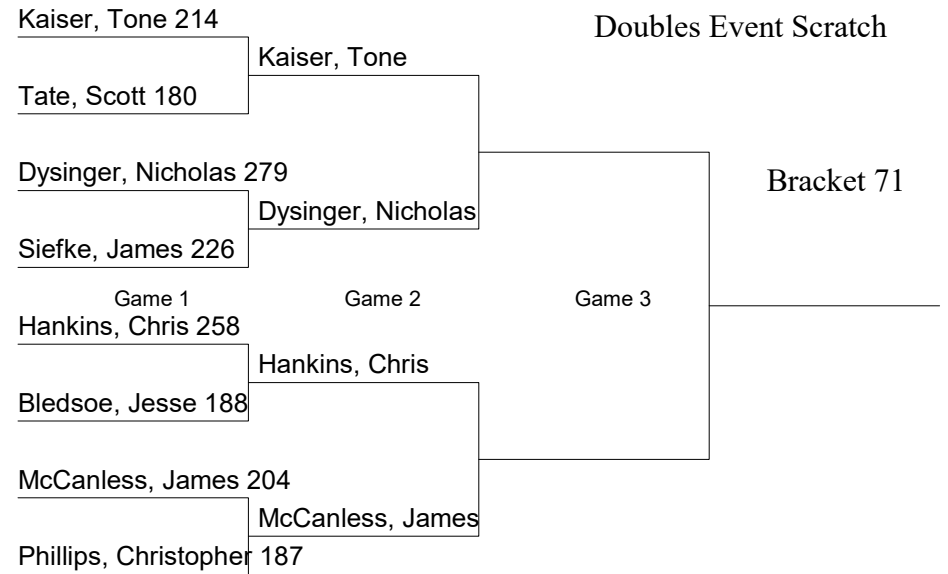 Kaiser, Tone 214
Doubles Event Scratch
Kaiser, Tone
Tate, Scott 180
Dysinger, Nicholas 279
Bracket 71
Dysinger, Nicholas
Siefke, James 226
Game 1
Game 2
Game 3
Hankins, Chris 258
Hankins, Chris
Bledsoe, Jesse 188
McCanless, James 204
McCanless, James
Phillips, Christopher 187